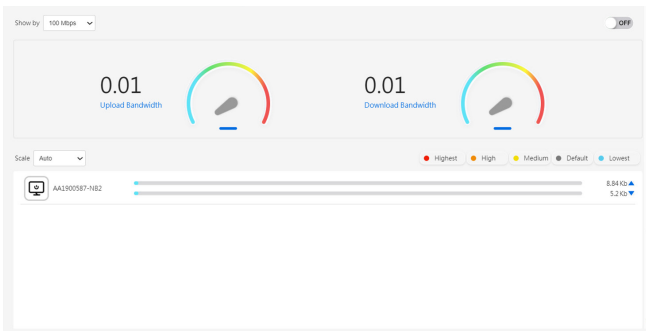 Show by 100 Mbps OFF
0.01
Upload Bandwidth
0.01
Download Bandwidth
Scale Auto Highest High Medium Default Lowest
AA1900587-NB2 8.84 Kb
5.2 Kb